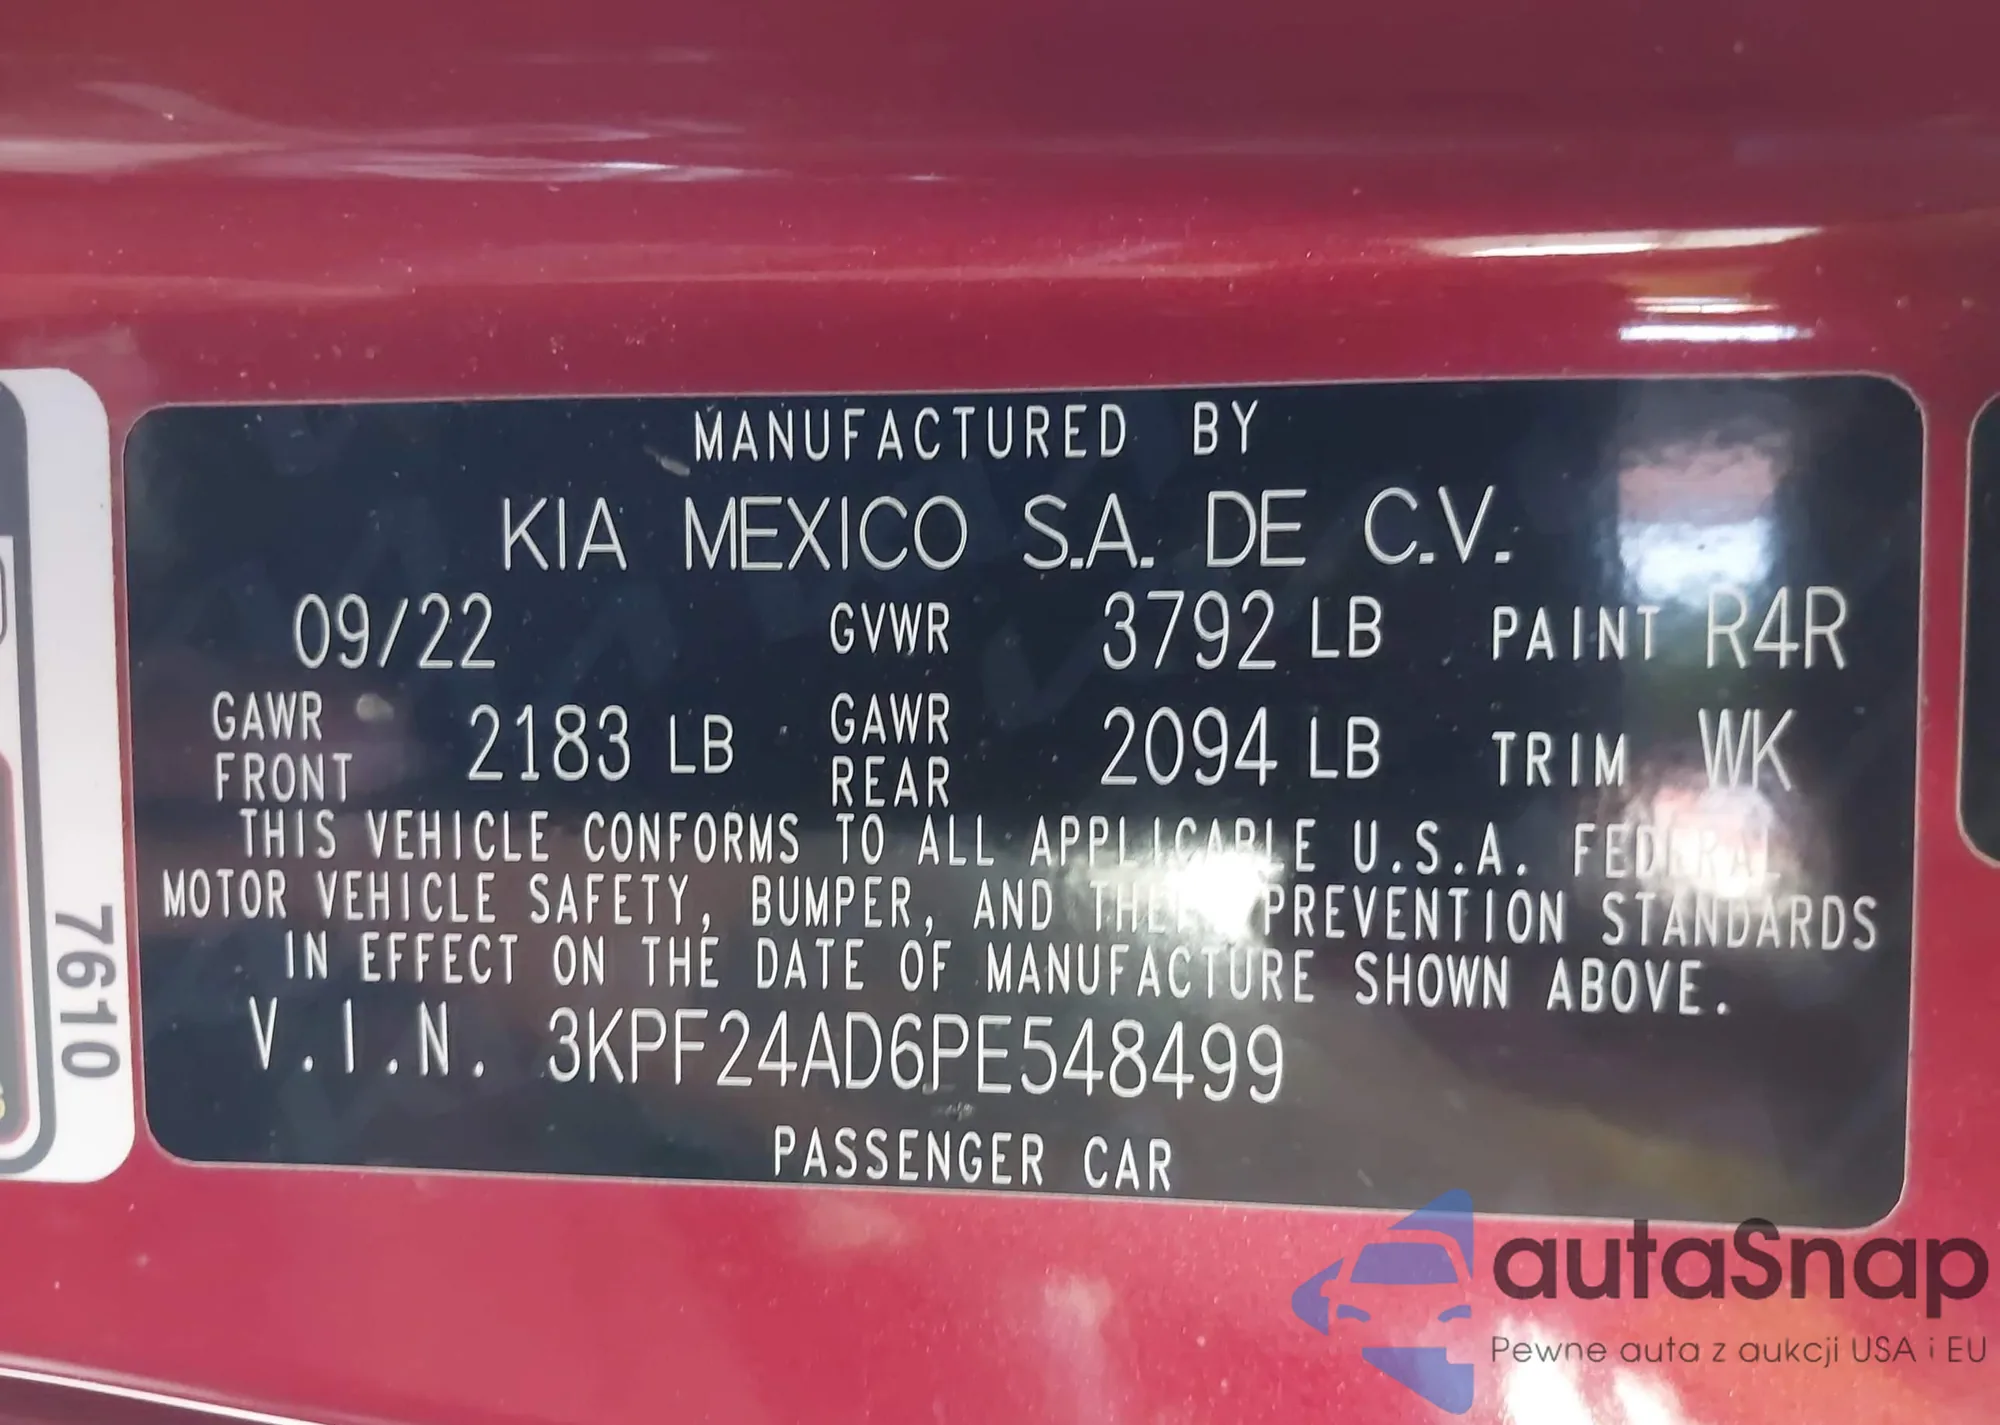 MANUFACTURED BY
KIA MEXICO S.A. DE C.V.
09/22 GVWR 3792 LB PAINT R4R
GAWR FRONT 2183 LB GAWR REAR 2094 LB TRIM WK
THIS VEHICLE CONFORMS TO ALL APPLICABLE U.S.A. FEDERAL
MOTOR VEHICLE SAFETY, BUMPER, AND THEFT PREVENTION STANDARDS
IN EFFECT ON THE DATE OF MANUFACTURE SHOWN ABOVE.
V.I.N. 3KPF24AD6PE548499
PASSENGER CAR
7610
autaSnap
Pewne auta z aukcji USA i EU